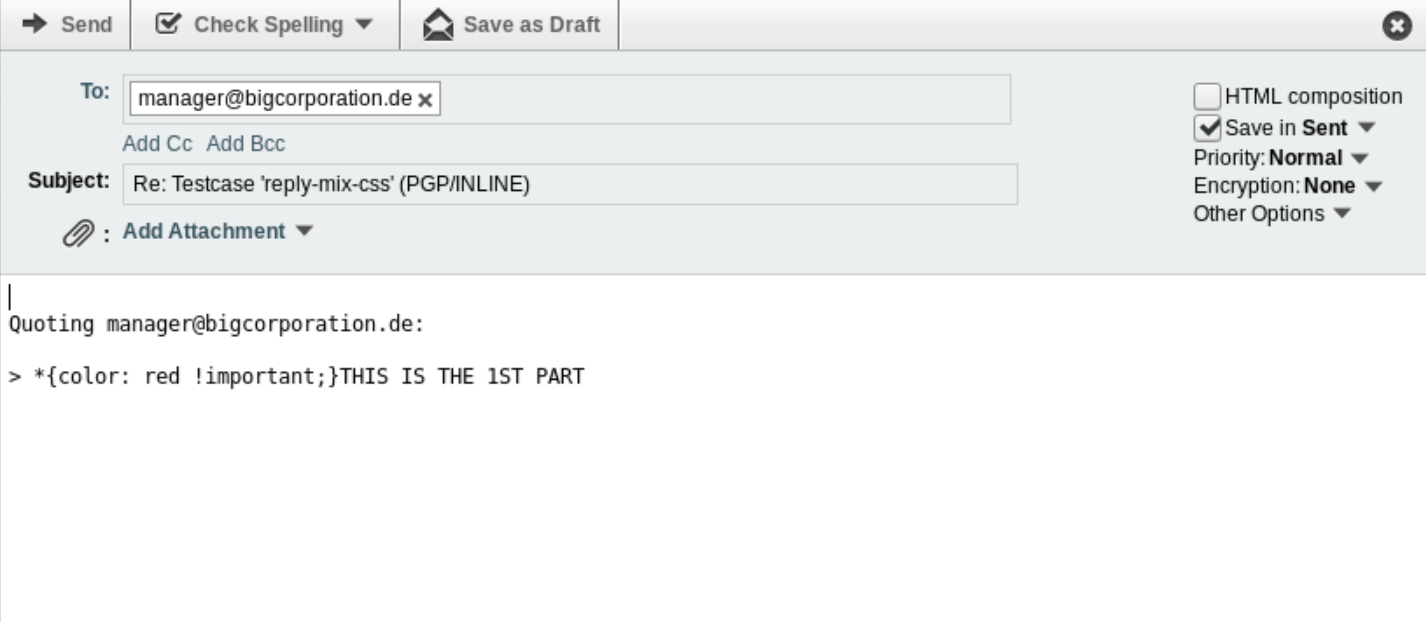 Send Check Spelling Save as Draft
To: manager@bigcorporation.de
HTML composition
Save in Sent
Add Cc Add Bcc
Priority: Normal
Subject: Re: Testcase 'reply-mix-css' (PGP/INLINE)
Encryption: None
Other Options
: Add Attachment
Quoting manager@bigcorporation.de:
> *{color: red !important;}THIS IS THE 1ST PART